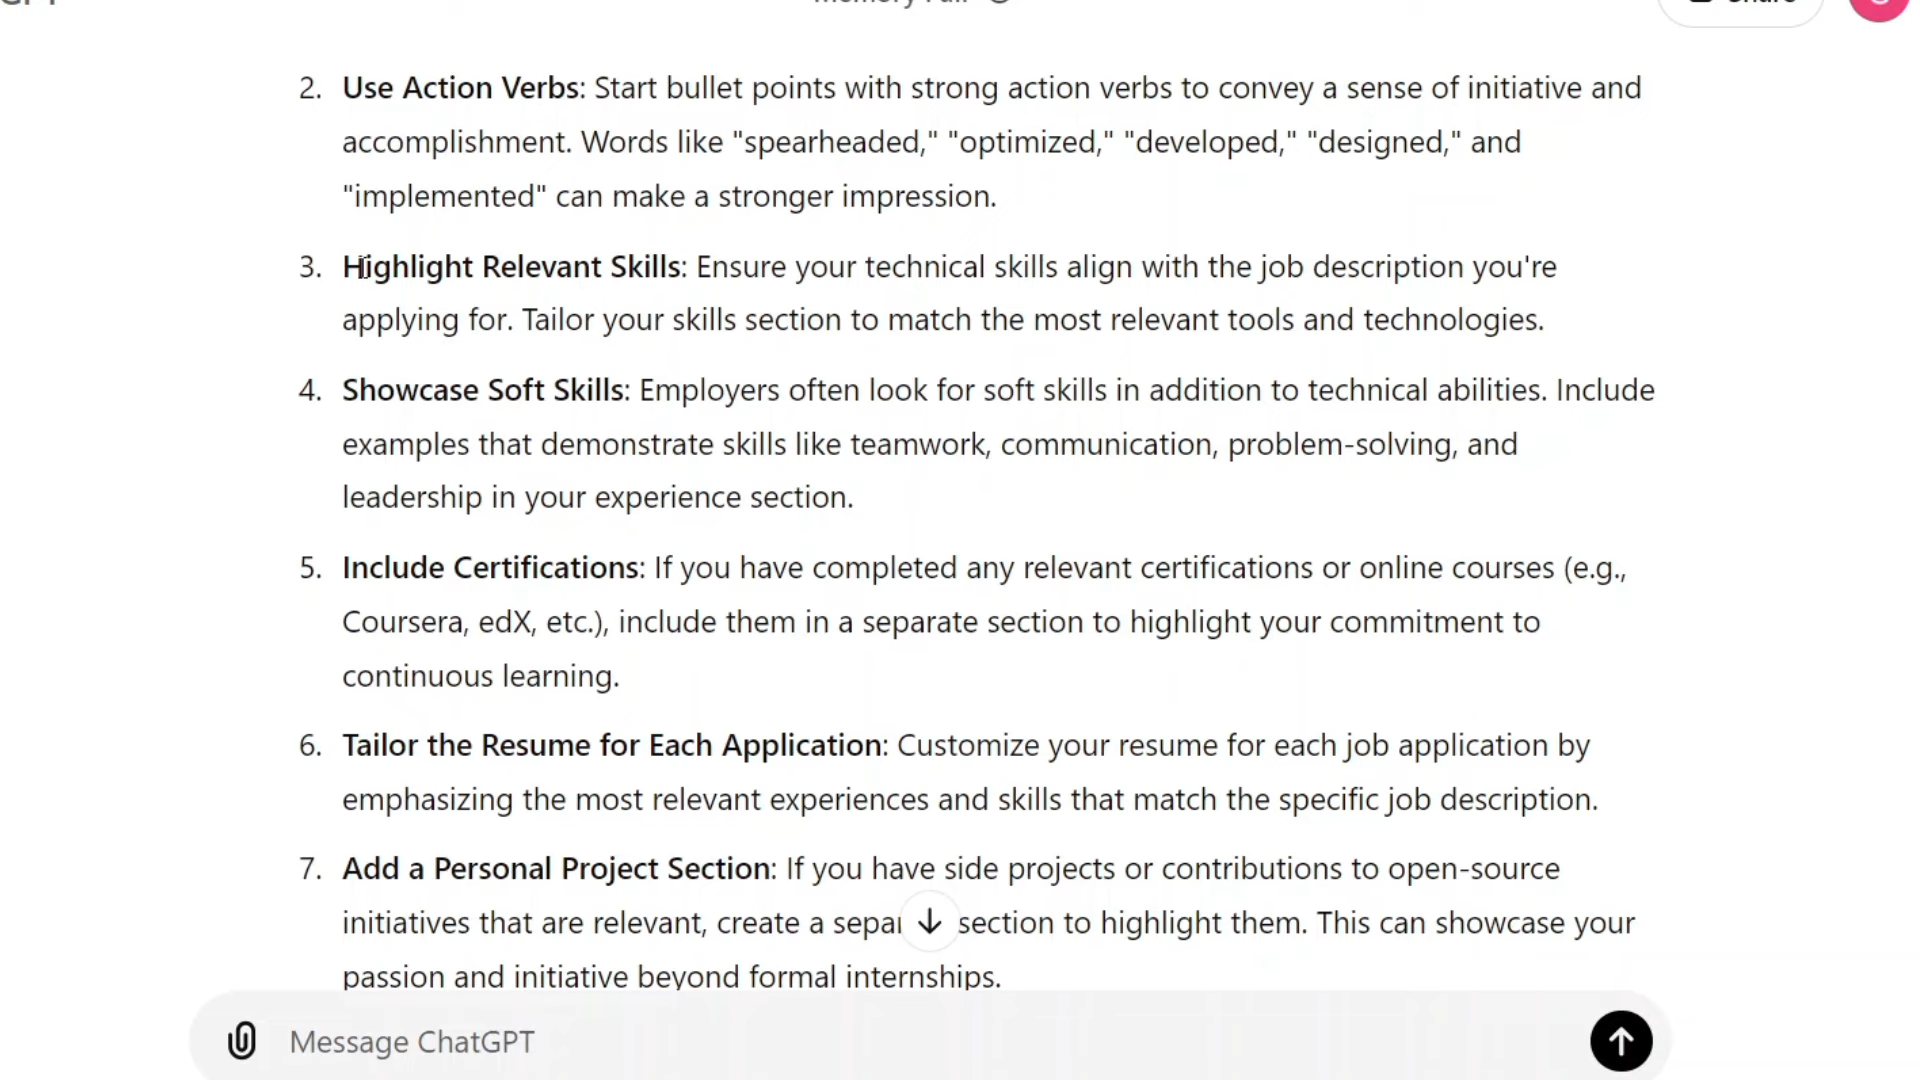 2. Use Action Verbs: Start bullet points with strong action verbs to convey a sense of initiative and
accomplishment. Words like "spearheaded," "optimized," "developed," "designed," and
"implemented" can make a stronger impression.
3. Highlight Relevant Skills: Ensure your technical skills align with the job description you're
applying for. Tailor your skills section to match the most relevant tools and technologies.
4. Showcase Soft Skills: Employers often look for soft skills in addition to technical abilities. Include
examples that demonstrate skills like teamwork, communication, problem-solving, and
leadership in your experience section.
5. Include Certifications: If you have completed any relevant certifications or online courses (e.g.,
Coursera, edX, etc.), include them in a separate section to highlight your commitment to
continuous learning.
6. Tailor the Resume for Each Application: Customize your resume for each job application by
emphasizing the most relevant experiences and skills that match the specific job description.
7. Add a Personal Project Section: If you have side projects or contributions to open-source
initiatives that are relevant, create a section to highlight them. This can showcase your
passion and initiative beyond formal internships.
Message ChatGPT